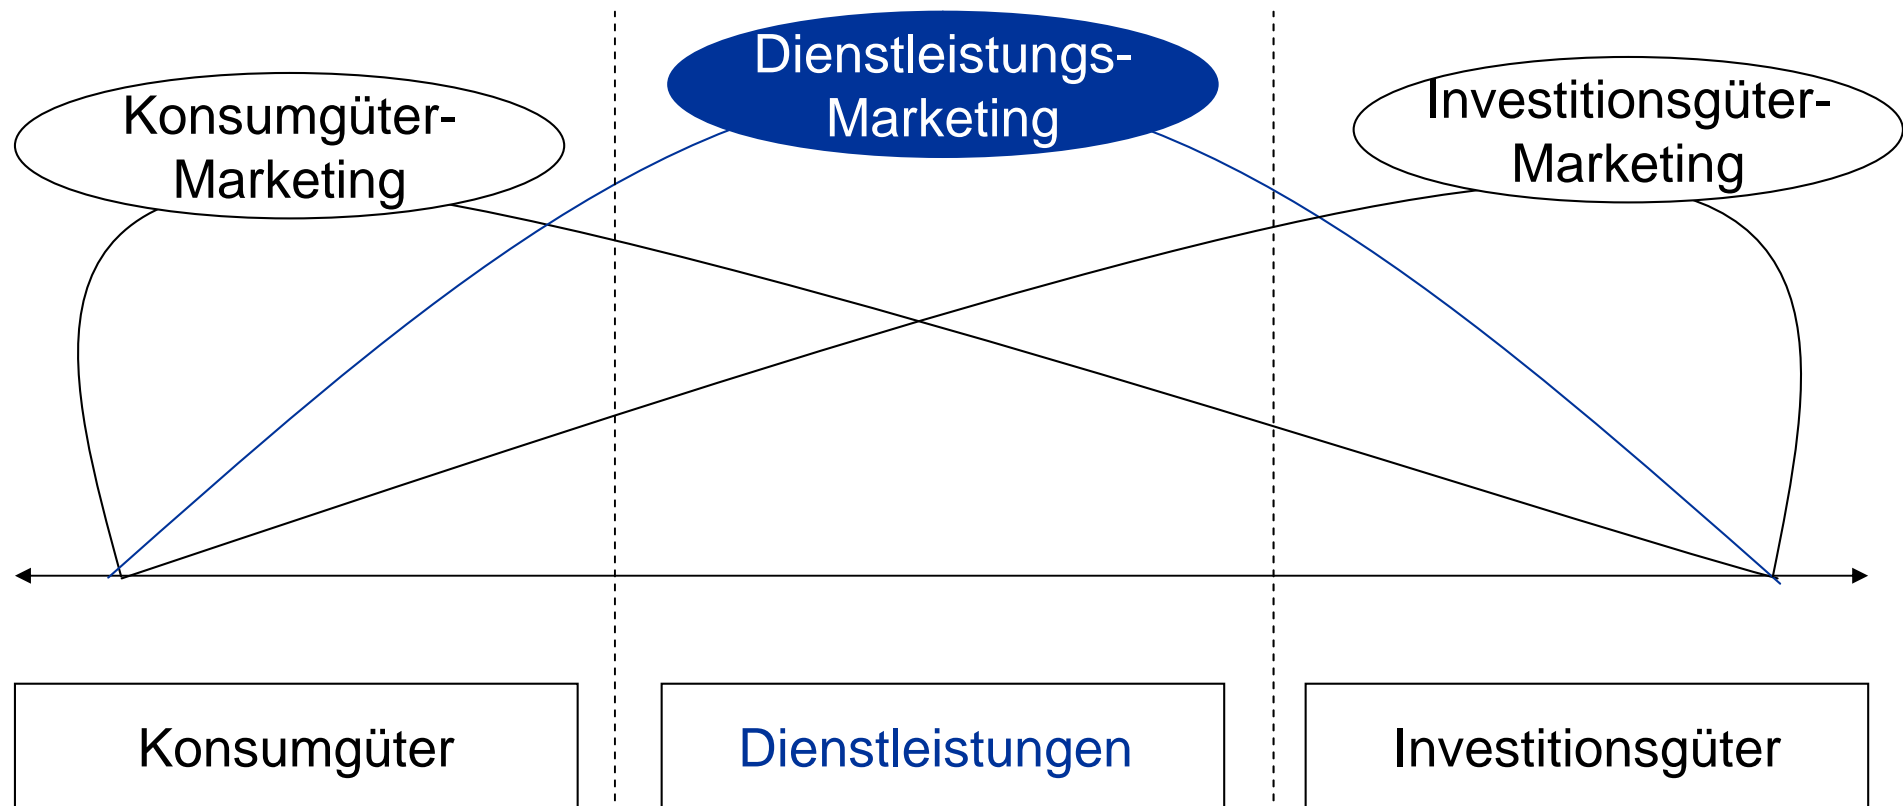 Dienstleistungs-
Marketing
Konsumgüter-
Marketing
Investitionsgüter-
Marketing
Konsumgüter
Dienstleistungen
Investitionsgüter